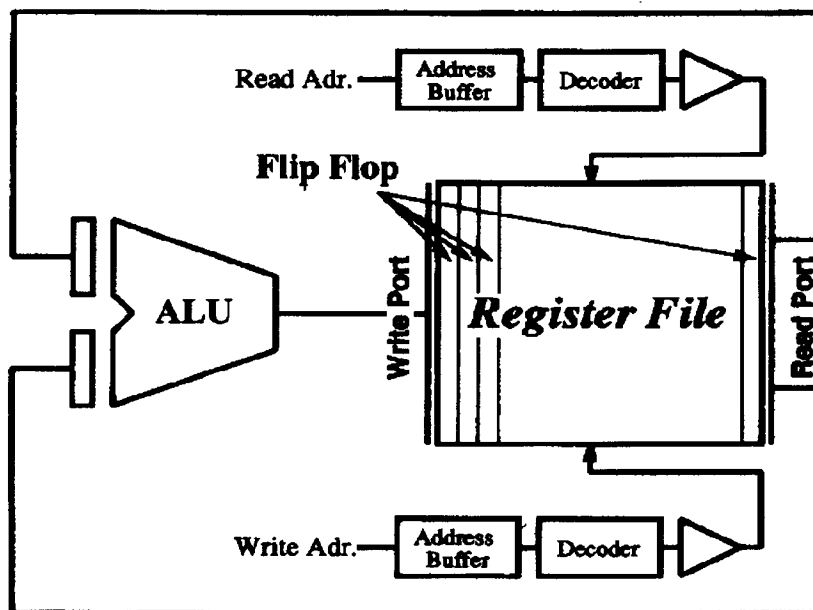 Read Adr.
Address
Buffer
Decoder
Flip Flop
ALU
Write Port
Register File
Read Port
Write Adr.
Address
Buffer
Decoder